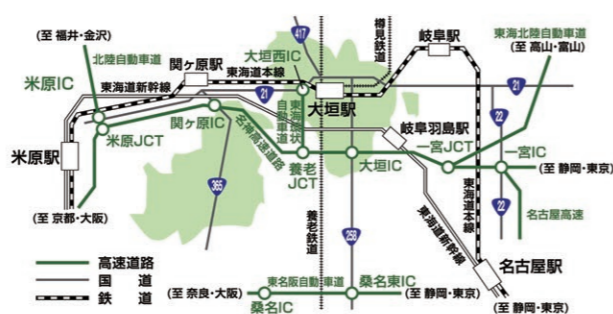 (至 福井・金沢)
北陸自動車道
米原IC
東海道新幹線
関ヶ原駅
東海道本線
大垣西IC
417
樽見鉄道
岐阜駅
東海北陸自動車道
(至 高山・富山)
21
21
大垣駅
東海環状
自動車道
22
米原JCT
関ヶ原IC
名神高速道路
岐阜羽島駅
一宮JCT
米原駅
365
養老
JCT
大垣IC
一宮IC
(至 静岡・東京)
(至 京都・大阪)
養老鉄道
258
東海道新幹線
東海道本線
22
名古屋高速
高速道路
国道
鉄道
(至 奈良・大阪)
東名阪自動車道
桑名IC
桑名東IC
(至 静岡・東京)
名古屋駅
(至 静岡・東京)